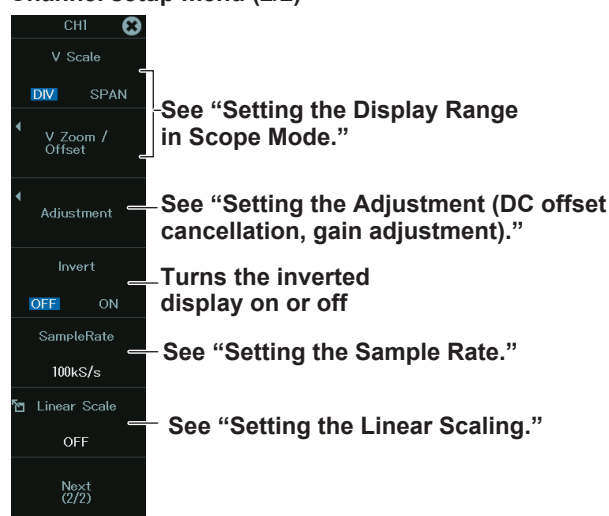 Channel setup menu (2/2)
CH1
V Scale
DIV SPAN
See “Setting the Display Range
in Scope Mode.”
V Zoom /
Offset
Adjustment
See “Setting the Adjustment (DC offset
cancellation, gain adjustment).”
Invert
OFF ON
Turns the inverted
display on or off
SampleRate
100kS/s
See “Setting the Sample Rate.”
Linear Scale
OFF
See “Setting the Linear Scaling.”
Next
(2/2)